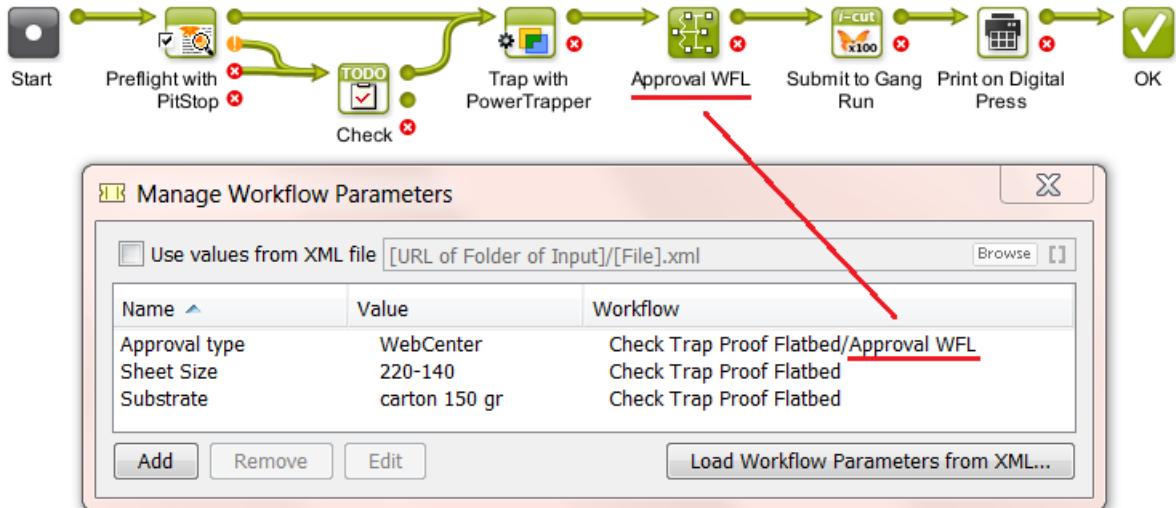 TODO
i-cut
x100
Start
Preflight with
PitStop
Check
Trap with
PowerTrapper
Approval WFL
Submit to Gang
Run
Print on Digital
Press
OK
Manage Workflow Parameters
Use values from XML file [URL of Folder of Input]/[File].xml Browse []
Name Value Workflow
Approval type WebCenter Check Trap Proof Flatbed/Approval WFL
Sheet Size 220-140 Check Trap Proof Flatbed
Substrate carton 150 gr Check Trap Proof Flatbed
Add Remove Edit Load Workflow Parameters from XML...